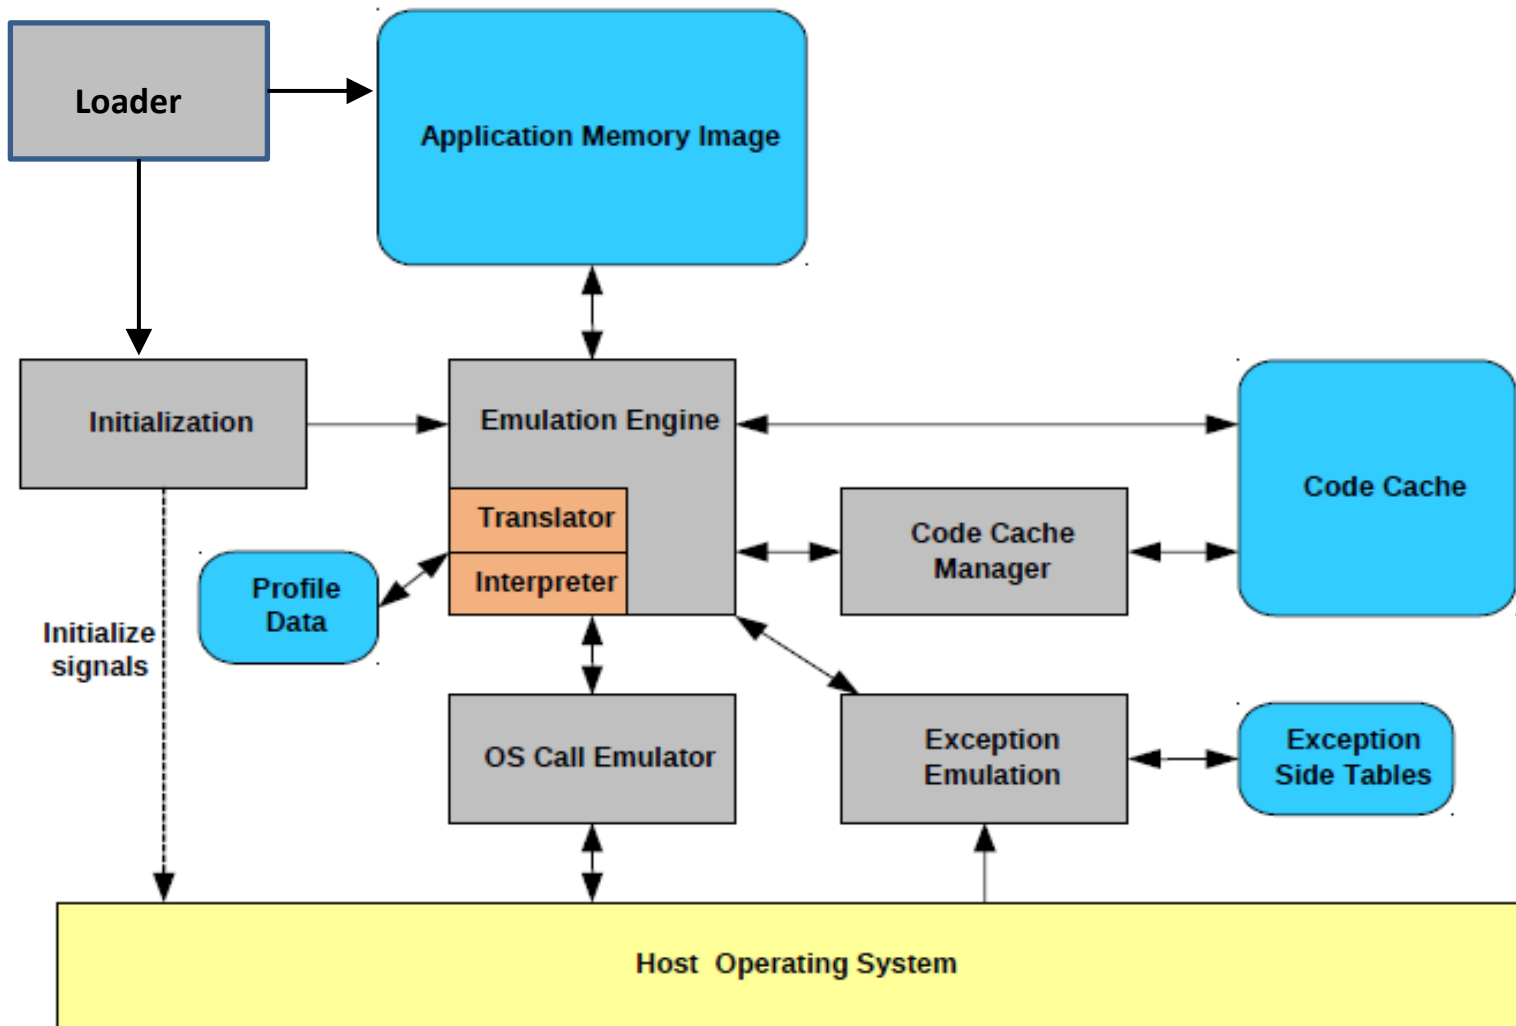 Loader
Application Memory Image
Initialization
Emulation Engine
Code Cache
Translator
Code Cache
Manager
Interpreter
Profile
Data
Initialize
signals
OS Call Emulator
Exception
Emulation
Exception
Side Tables
Host Operating System